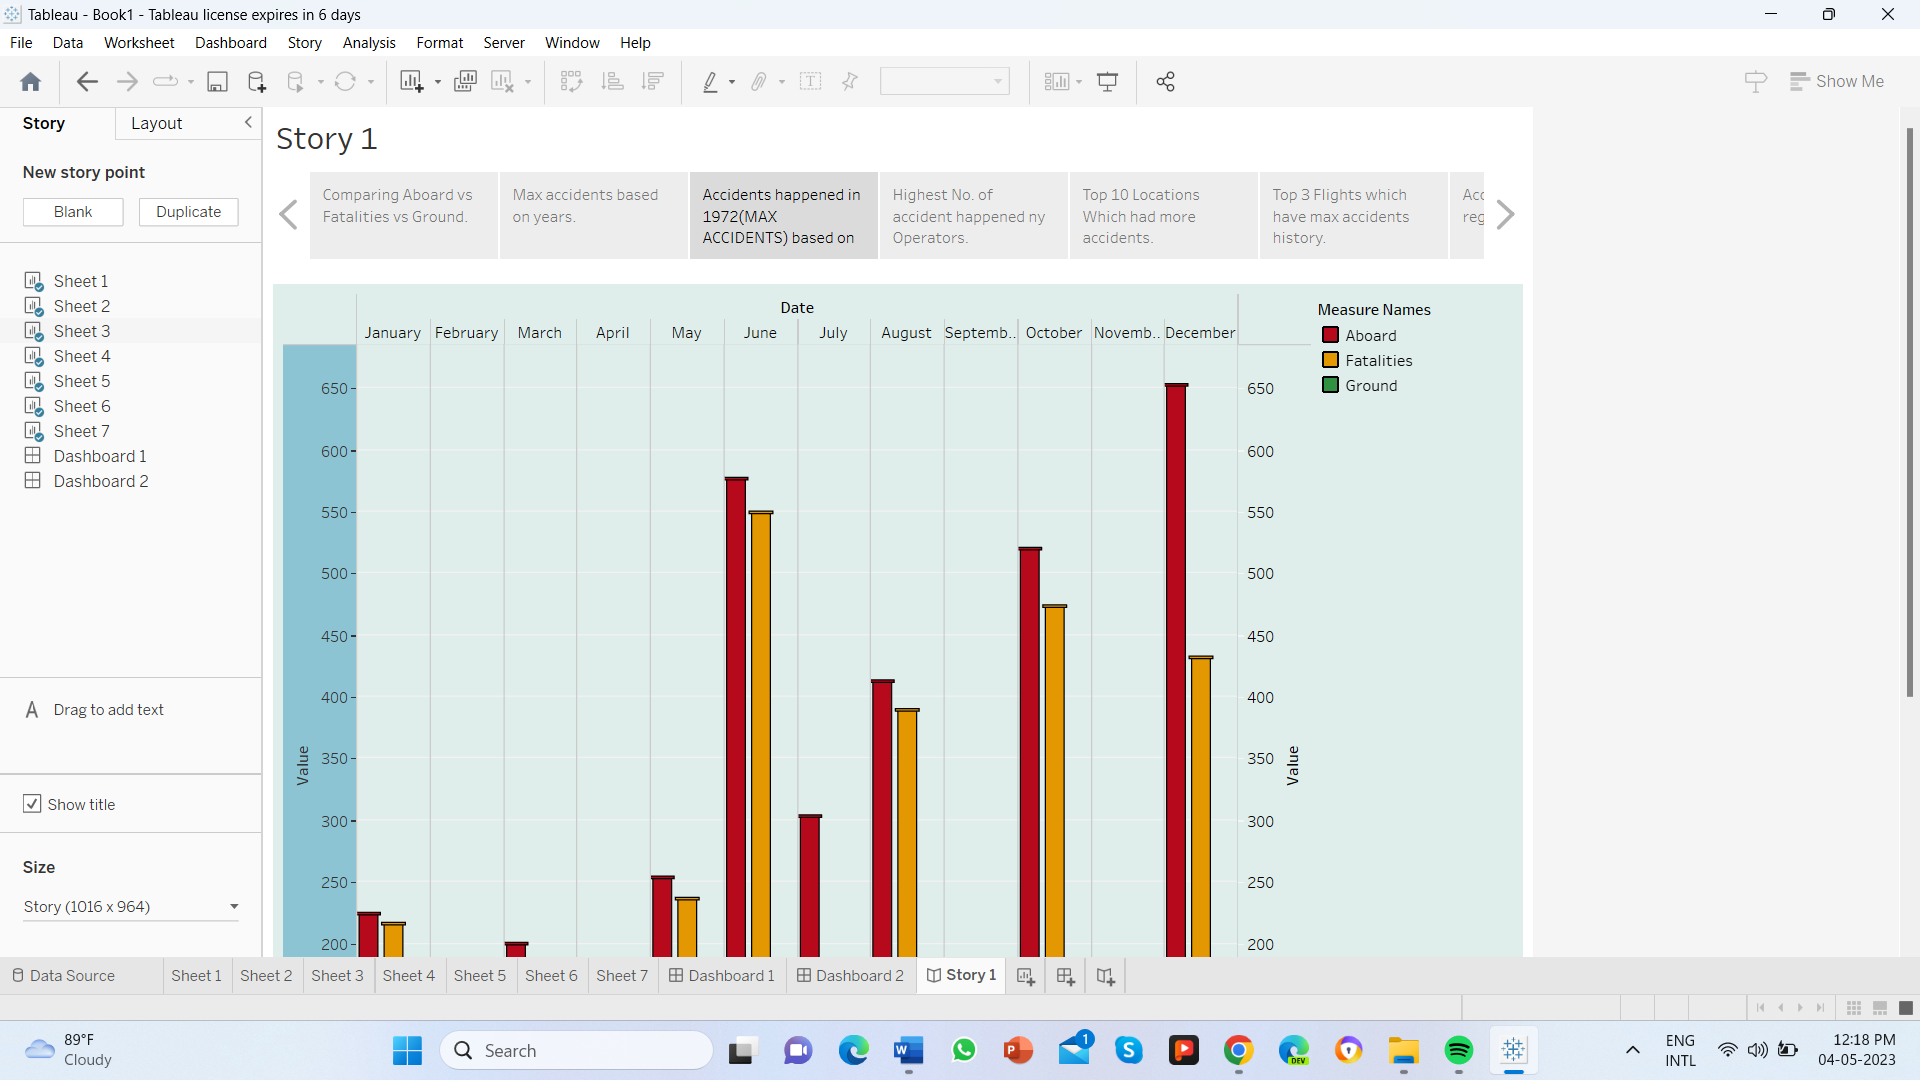 Tableau - Book1 - Tableau license expires in 6 days
File Data Worksheet Dashboard Story Analysis Format Server Window Help
Show Me
Story Layout
New story point
Blank Duplicate
Sheet 1
Sheet 2
Sheet 3
Sheet 4
Sheet 5
Sheet 6
Sheet 7
Dashboard 1
Dashboard 2
A Drag to add text
Show title
Size
Story (1016 x 964)
Story 1
Comparing Aboard vs
Fatalities vs Ground.
Max accidents based
on years.
Accidents happened in
1972(MAX
ACCIDENTS) based on
Highest No. of
accident happened ny
Operators.
Top 10 Locations
Which had more
accidents.
Top 3 Flights which
have max accidents
history.
Acc
reg
Date
January February March April May June July August Septemb.. October Novemb.. December
650 650
600 600
550 550
500 500
450 450
400 400
350 350
300 300
250 250
200 200
Value
Value
Measure Names
Aboard
Fatalities
Ground
Data Source Sheet 1 Sheet 2 Sheet 3 Sheet 4 Sheet 5 Sheet 6 Sheet 7 Dashboard 1 Dashboard 2 Story 1
89°F
Cloudy
Search
W
P
1
S
P
DEV
ENG
INTL
12:18 PM
04-05-2023